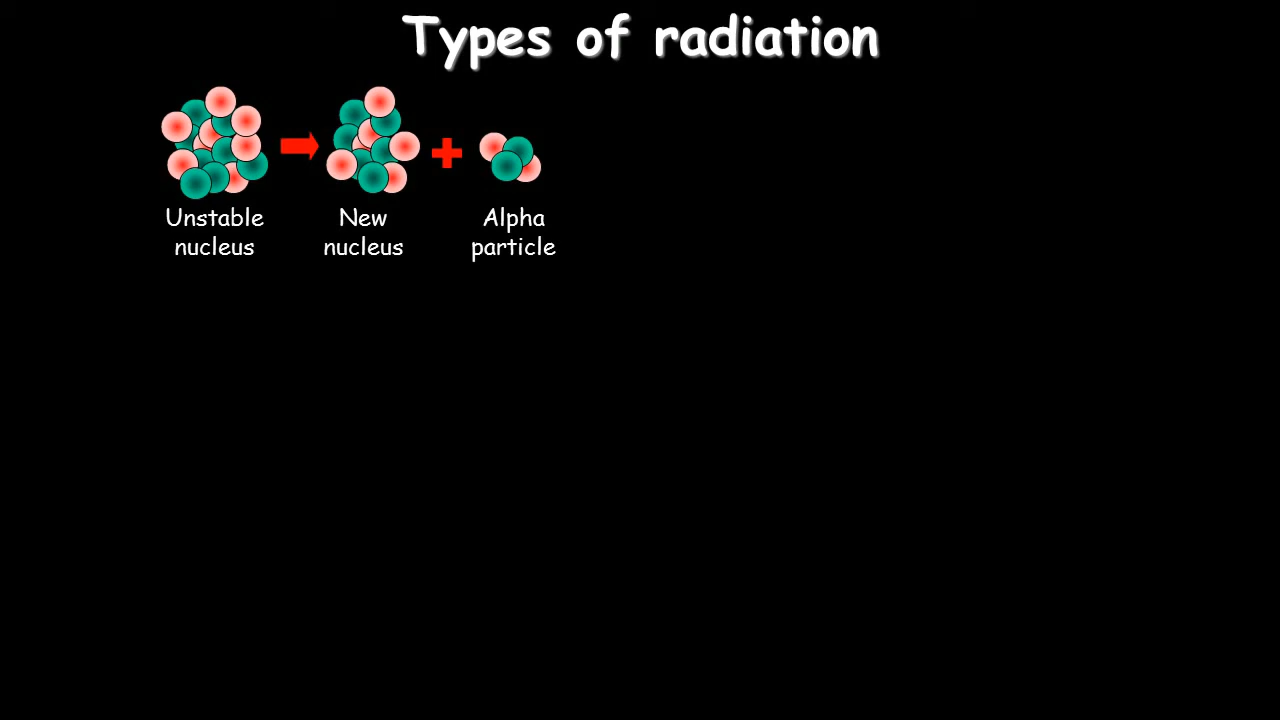 Types of radiation
Unstable
nucleus
New
nucleus
Alpha
particle